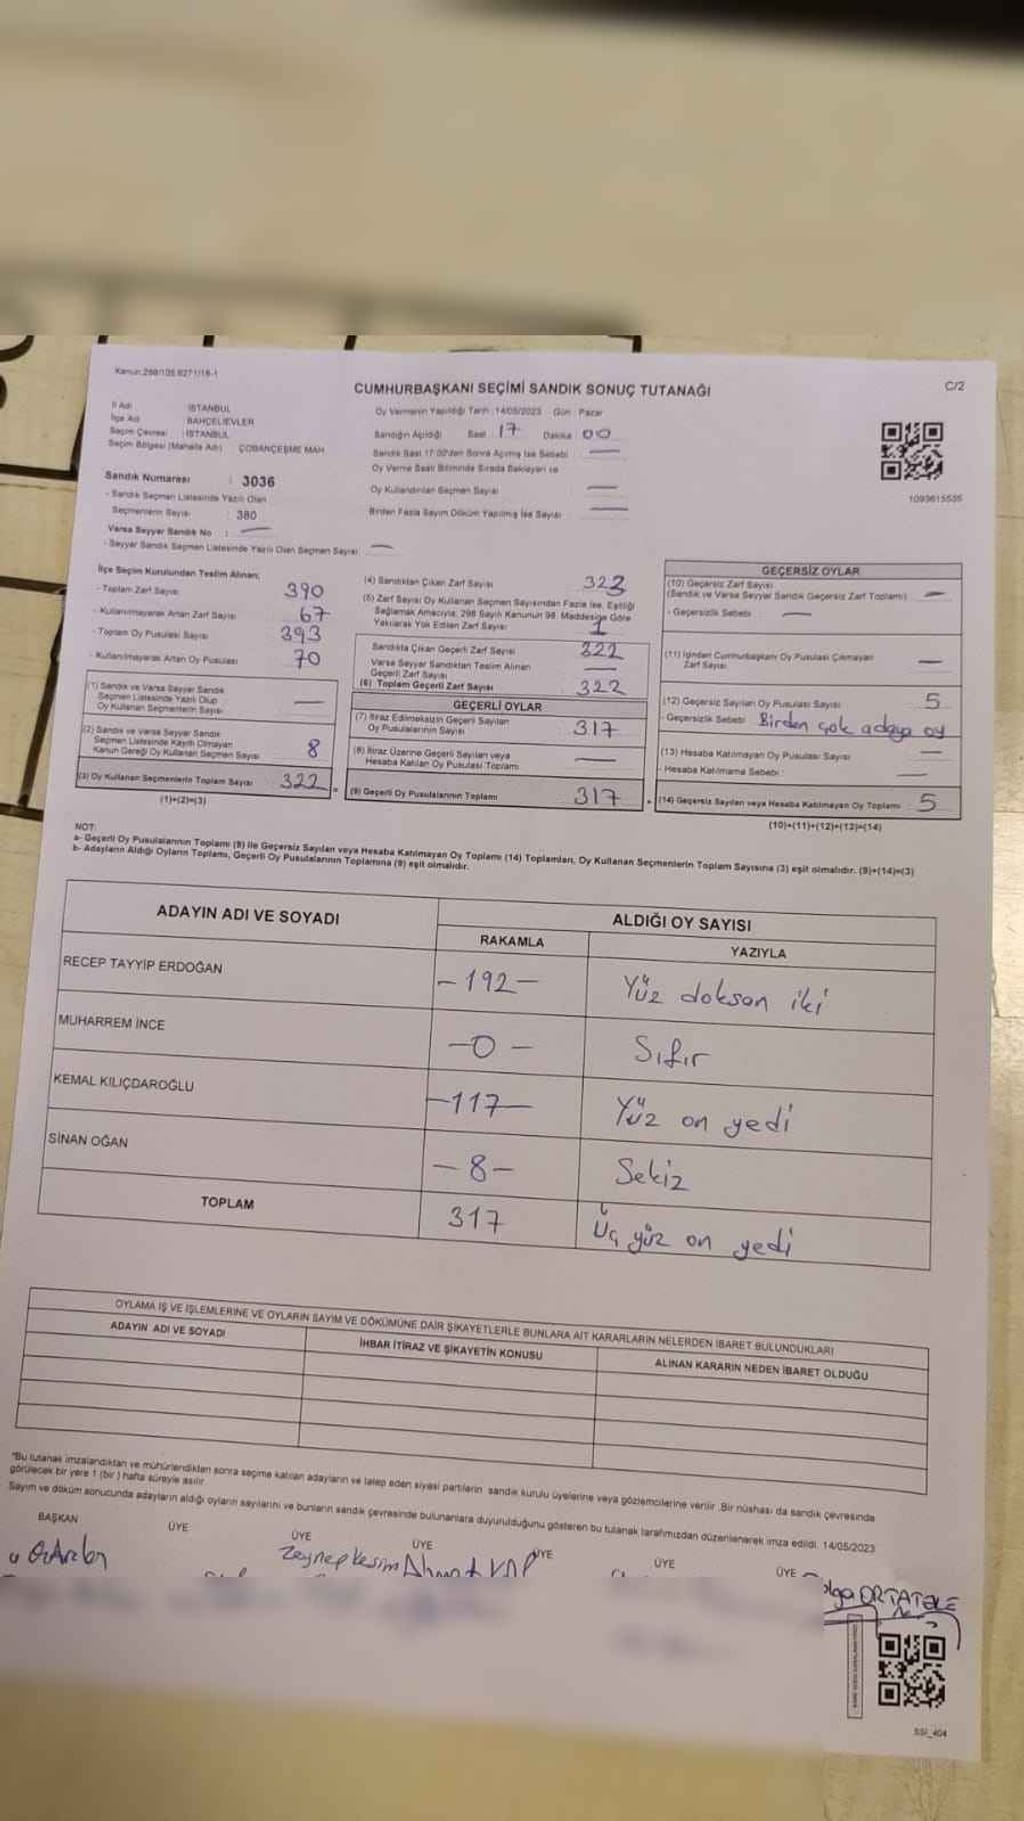 Kanun:298/105,6271/18-1
CUMHURBAŞKANI SEÇİMİ SANDIK SONUÇ TUTANAĞI
C/2
İl Adı : İSTANBUL
İlçe Adı : BAHÇELİEVLER
Seçim Çevresi : İSTANBUL
Seçim Bölgesi (Mahalle Adı) : ÇOBANÇEŞME MAH.
Sandık Numarası : 3036
- Sandık Seçmen Listesinde Yazılı Olan
Seçmenlerin Sayısı : 380
Varsa Seyyar Sandık No : —
- Seyyar Sandık Seçmen Listesinde Yazılı Olan Seçmen Sayısı —
Oy Vermenin Yapıldığı Tarih :14/05/2023 Gün : Pazar
Sandığın Açıldığı Saat : 17 Dakika 00
Sandık Saat 17.00'den Sonra Açılmış İse Sebebi —
Oy Verme Saati Bitiminde Sırada Bekleyen ve
Oy Kullandırılan Seçmen Sayısı —
Birden Fazla Sayım Döküm Yapılmış İse Sayısı —
1093615535
İlçe Seçim Kurulundan Teslim Alınan;
- Toplam Zarf Sayısı 390
- Kullanılmayarak Artan Zarf Sayısı 67
- Toplam Oy Pusulası Sayısı 393
- Kullanılmayarak Artan Oy Pusulası 70
(1) Sandık ve Varsa Seyyar Sandık
Seçmen Listesinde Yazılı Olup
Oy Kullanan Seçmenlerin Sayısı —
(2) Sandık ve Varsa Seyyar Sandık
Seçmen Listesinde Kayıtlı Olmayan
Kanun Gereği Oy Kullanan Seçmen Sayısı 8
(3) Oy Kullanan Seçmenlerin Toplam Sayısı 322
(1)+(2)=(3)
(4) Sandıktan Çıkan Zarf Sayısı 323
(5) Zarf Sayısı Oy Kullanan Seçmen Sayısından Fazla ise, Eşitliği
Sağlamak Amacıyla, 298 Sayılı Kanunun 98. Maddesine Göre
Yakılarak Yok Edilen Zarf Sayısı 1
Sandıkta Çıkan Geçerli Zarf Sayısı 322
Varsa Seyyar Sandıktan Teslim Alınan
Geçerli Zarf Sayısı —
(6) Toplam Geçerli Zarf Sayısı 322
GEÇERLİ OYLAR
(7) İtiraz Edilmeksizin Geçerli Sayılan
Oy Pusulalarının Sayısı 317
(8) İtiraz Üzerine Geçerli Sayılan veya
Hesaba Katılan Oy Pusulası Toplamı —
(9) Geçerli Oy Pusulalarının Toplamı 317
GEÇERSİZ OYLAR
(10) Geçersiz Zarf Sayısı
(Sandık ve Varsa Seyyar Sandık Geçersiz Zarf Toplamı) —
- Geçersizlik Sebebi : —
(11) İçinden Cumhurbaşkanı Oy Pusulası Çıkmayan
Zarf Sayısı —
(12) Geçersiz Sayılan Oy Pusulası Sayısı 5
- Geçersizlik Sebebi : Birden çok adaya oy
(13) Hesaba Katılmayan Oy Pusulası Sayısı —
- Hesaba Katılmama Sebebi : —
(14) Geçersiz Sayılan veya Hesaba Katılmayan Oy Toplamı 5
(10)+(11)+(12)+(13)=(14)
NOT:
a- Geçerli Oy Pusulalarının Toplamı (9) ile Geçersiz Sayılan veya Hesaba Katılmayan Oy Toplamı (14) Toplamları, Oy Kullanan Seçmenlerin Toplam Sayısına (3) eşit olmalıdır. (9)+(14)=(3)
b- Adayların Aldığı Oyların Toplamı, Geçerli Oy Pusulalarının Toplamına (9) eşit olmalıdır.
ADAYIN ADI VE SOYADI
ALDIĞI OY SAYISI
RAKAMLA YAZIYLA
RECEP TAYYİP ERDOĞAN -192- Yüz doksan iki
MUHARREM İNCE -0- Sıfır
KEMAL KILIÇDAROĞLU -117- Yüz on yedi
SİNAN OĞAN -8- Sekiz
TOPLAM 317 Üç yüz on yedi
OYLAMA İŞ VE İŞLEMLERİNE VE OYLARIN SAYIM VE DÖKÜMÜNE DAİR ŞİKAYETLERLE BUNLARA AİT KARARLARIN NELERDEN İBARET BULUNDUKLARI
ADAYIN ADI VE SOYADI İHBAR İTİRAZ VE ŞİKAYETİN KONUSU ALINAN KARARIN NEDEN İBARET OLDUĞU
"Bu tutanak imzalandıktan ve mühürlendikten sonra seçime katılan adayların ve talep eden siyasi partilerin sandık kurulu üyelerine veya gözlemcilerine verilir. Bir nüshası da sandık çevresinde
görülecek bir yere 1 (bir) hafta süreyle asılır.
Sayım ve döküm sonucunda adayların aldığı oyların sayılarını ve bunların sandık çevresinde bulunanlara duyurulduğunu gösteren bu tutanak tarafımızdan düzenlenerek imza edildi. 14/05/2023
BAŞKAN ÜYE ÜYE ÜYE ÜYE ÜYE ÜYE
Zeynep Kesim Ahmet ORTATEPE
SSİ_404